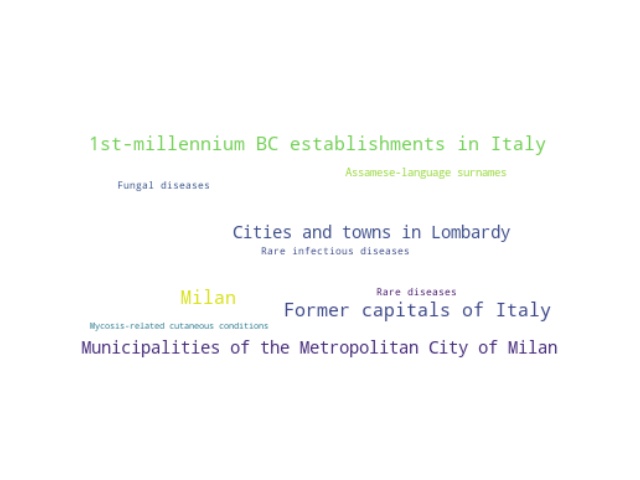 1st-millennium BC establishments in Italy
Assamese-language surnames
Fungal diseases
Cities and towns in Lombardy
Rare infectious diseases
Rare diseases
Milan
Former capitals of Italy
Mycosis-related cutaneous conditions
Municipalities of the Metropolitan City of Milan